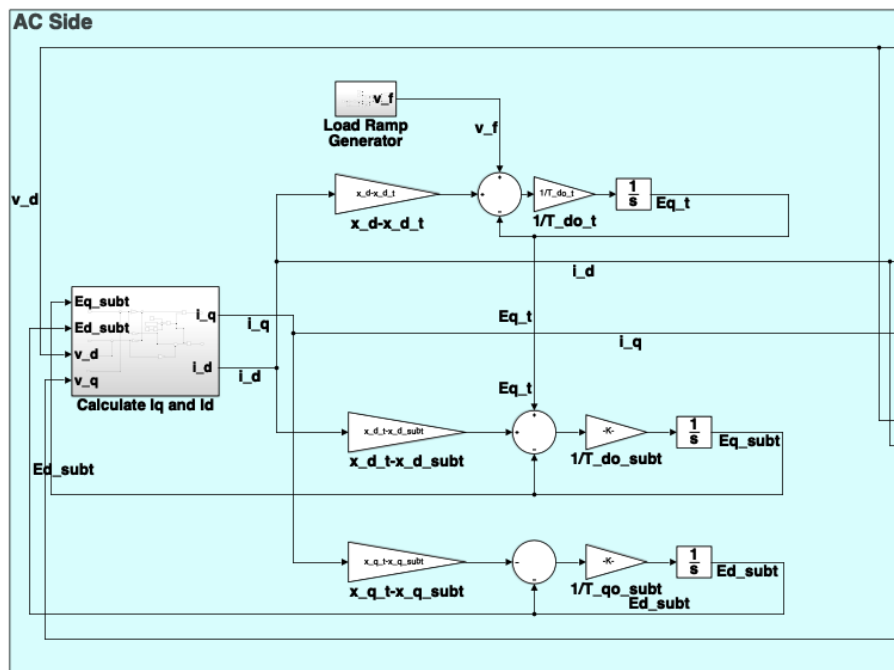 AC Side
v_f
Load Ramp
Generator
v_f
v_d
x_d-x_d_t
x_d-x_d_t
+
+
-
1/T_do_t
1/T_do_t
1
s
Eq_t
i_d
Eq_subt
Ed_subt
v_d
v_q
i_q
i_d
Calculate Iq and Id
i_q
i_d
Eq_t
i_q
Eq_t
x_d_t-x_d_subt
x_d_t-x_d_subt
+
+
-
-K-
1/T_do_subt
1
s
Eq_subt
Ed_subt
x_q_t-x_q_subt
x_q_t-x_q_subt
-
-
-K-
1/T_qo_subt
1
s
Ed_subt
Ed_subt